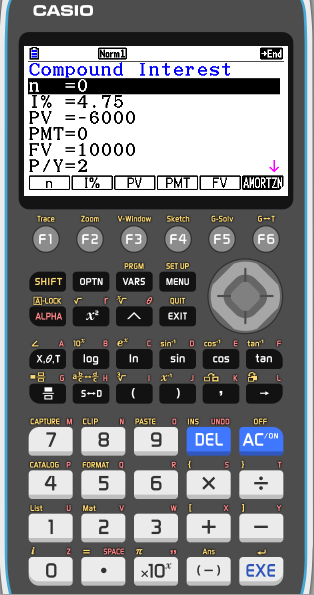 CASIO
Norm1 →End
Compound Interest
n =0
I% =4.75
PV =-6000
PMT=0
FV =10000
P/Y=2 ↓
n I% PV PMT FV AMORTZN
Trace Zoom V-Window Sketch G-Solv G↔T
F1 F2 F3 F4 F5 F6
PRGM SET UP
SHIFT OPTN VARS MENU
A-LOCK √ r ∛ θ QUIT
ALPHA x² ^ EXIT
∠ A 10ˣ B eˣ C sin⁻¹ D cos⁻¹ E tan⁻¹ F
X,θ,T log ln sin cos tan
G H ∛ I x⁻¹ J K L
S↔D ( ) , →
CAPTURE M CLIP N PASTE O INS UNDO OFF
7 8 9 DEL AC/ON
CATALOG P FORMAT Q R { S } T
4 5 6 × ÷
List U Mat V W [ X ] Y
1 2 3 + −
i Z = SPACE π " Ans ↵
0 . ×10ˣ (−) EXE